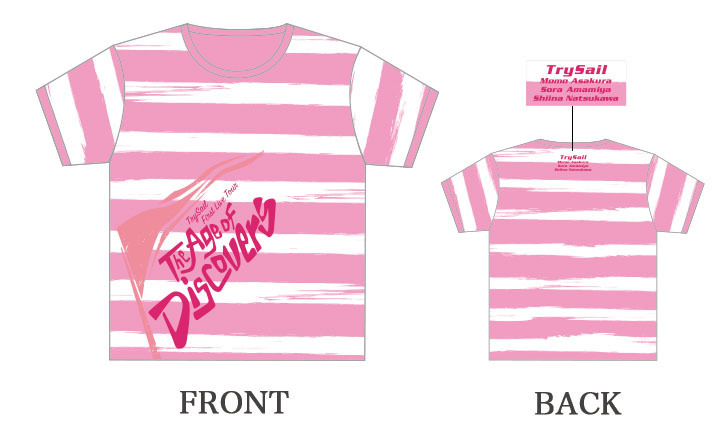 TrySail
First Live Tour
The Age of
Discovery
FRONT
TrySail
Momo Asakura
Sora Amamiya
Shiina Natsukawa
TrySail
Momo Asakura
Sora Amamiya
Shiina Natsukawa
BACK